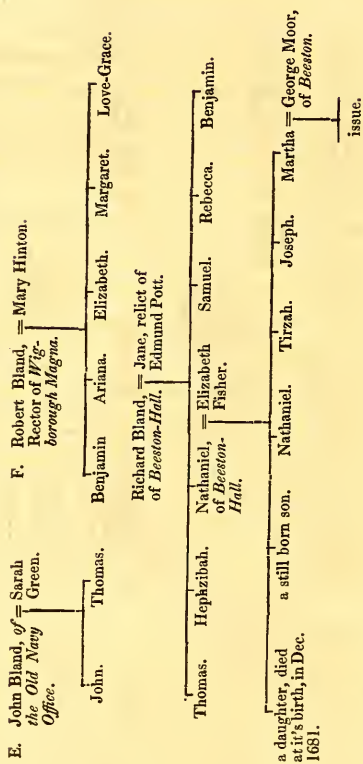 E. John Bland, of = Sarah
the Old Navy Green.
Office.
John. Thomas.
F. Robert Bland, = Mary Hinton.
Rector of Wig-
borough Magna.
Benjamin Ariana. Elizabeth. Margaret. Love-Grace.
Richard Bland, = Jane, relict of
of Beeston-Hall. Edmund Pott.
Thomas. Hephzibah. Nathaniel, = Elizabeth Samuel. Rebecca. Benjamin.
of Beeston- Fisher.
Hall.
a daughter, died a still born son. Nathaniel. Tirzah. Joseph. Martha = George Moor,
at it's birth, in Dec. of Beeston.
1681.
issue.